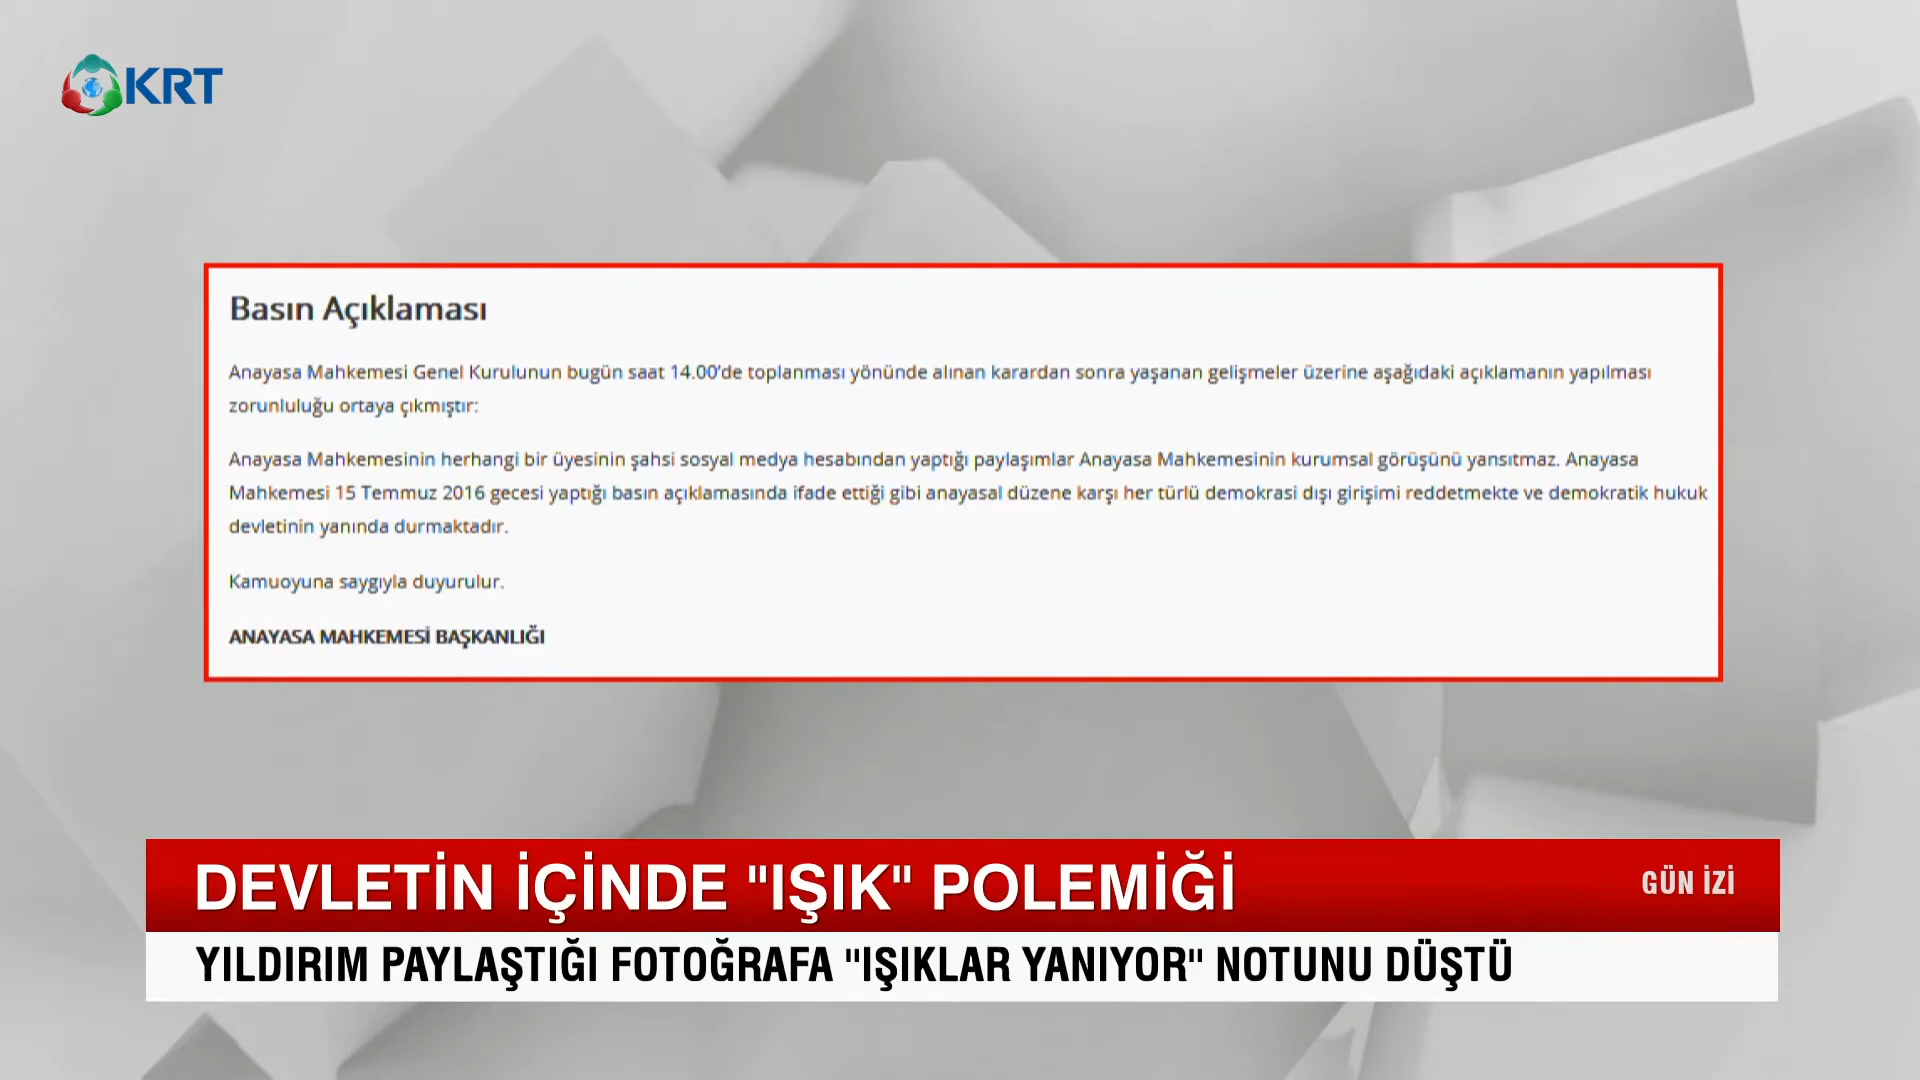 KRT
Basın Açıklaması
Anayasa Mahkemesi Genel Kurulunun bugün saat 14.00'de toplanması yönünde alınan karardan sonra yaşanan gelişmeler üzerine aşağıdaki açıklamanın yapılması
zorunluluğu ortaya çıkmıştır:
Anayasa Mahkemesinin herhangi bir üyesinin şahsi sosyal medya hesabından yaptığı paylaşımlar Anayasa Mahkemesinin kurumsal görüşünü yansıtmaz. Anayasa
Mahkemesi 15 Temmuz 2016 gecesi yaptığı basın açıklamasında ifade ettiği gibi anayasal düzene karşı her türlü demokrasi dışı girişimi reddetmekte ve demokratik hukuk
devletinin yanında durmaktadır.
Kamuoyuna saygıyla duyurulur.
ANAYASA MAHKEMESİ BAŞKANLIĞI
DEVLETİN İÇİNDE "IŞIK" POLEMİĞİ
GÜN İZİ
YILDIRIM PAYLAŞTIĞI FOTOĞRAFA "IŞIKLAR YANIYOR" NOTUNU DÜŞTÜ